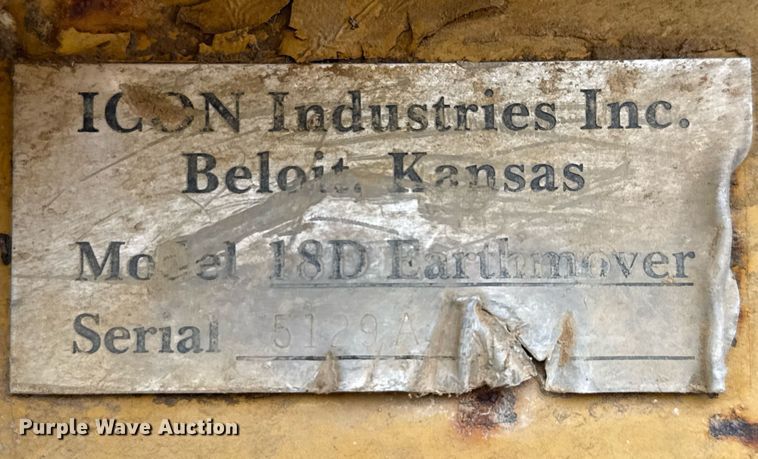 ICON Industries Inc.
Beloit, Kansas
Model 18D Earthmover
Serial 5129A
Purple Wave Auction